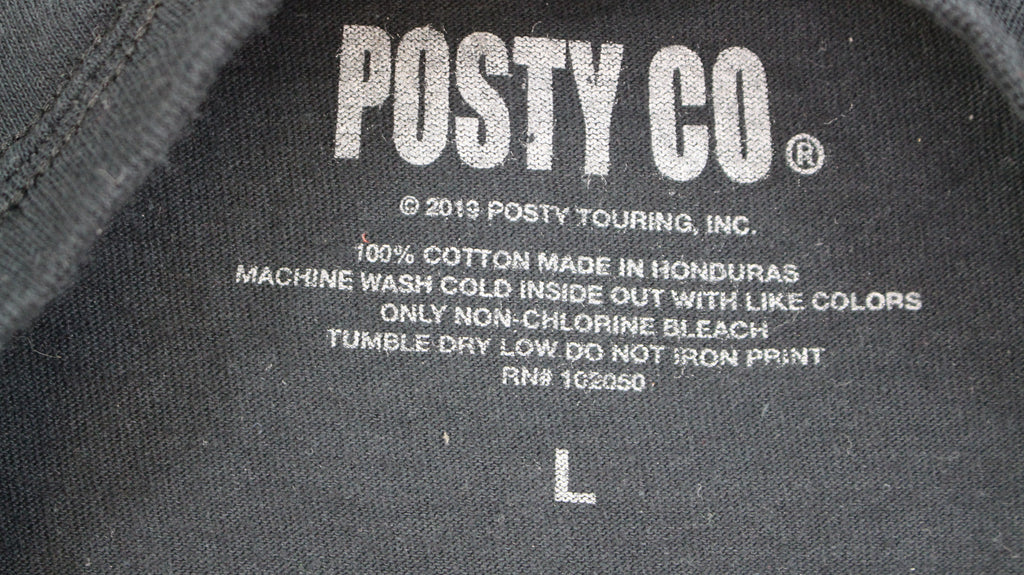 POSTY CO®
© 2019 POSTY TOURING, INC.
100% COTTON MADE IN HONDURAS
MACHINE WASH COLD INSIDE OUT WITH LIKE COLORS
ONLY NON-CHLORINE BLEACH
TUMBLE DRY LOW DO NOT IRON PRINT
RN# 102050
L